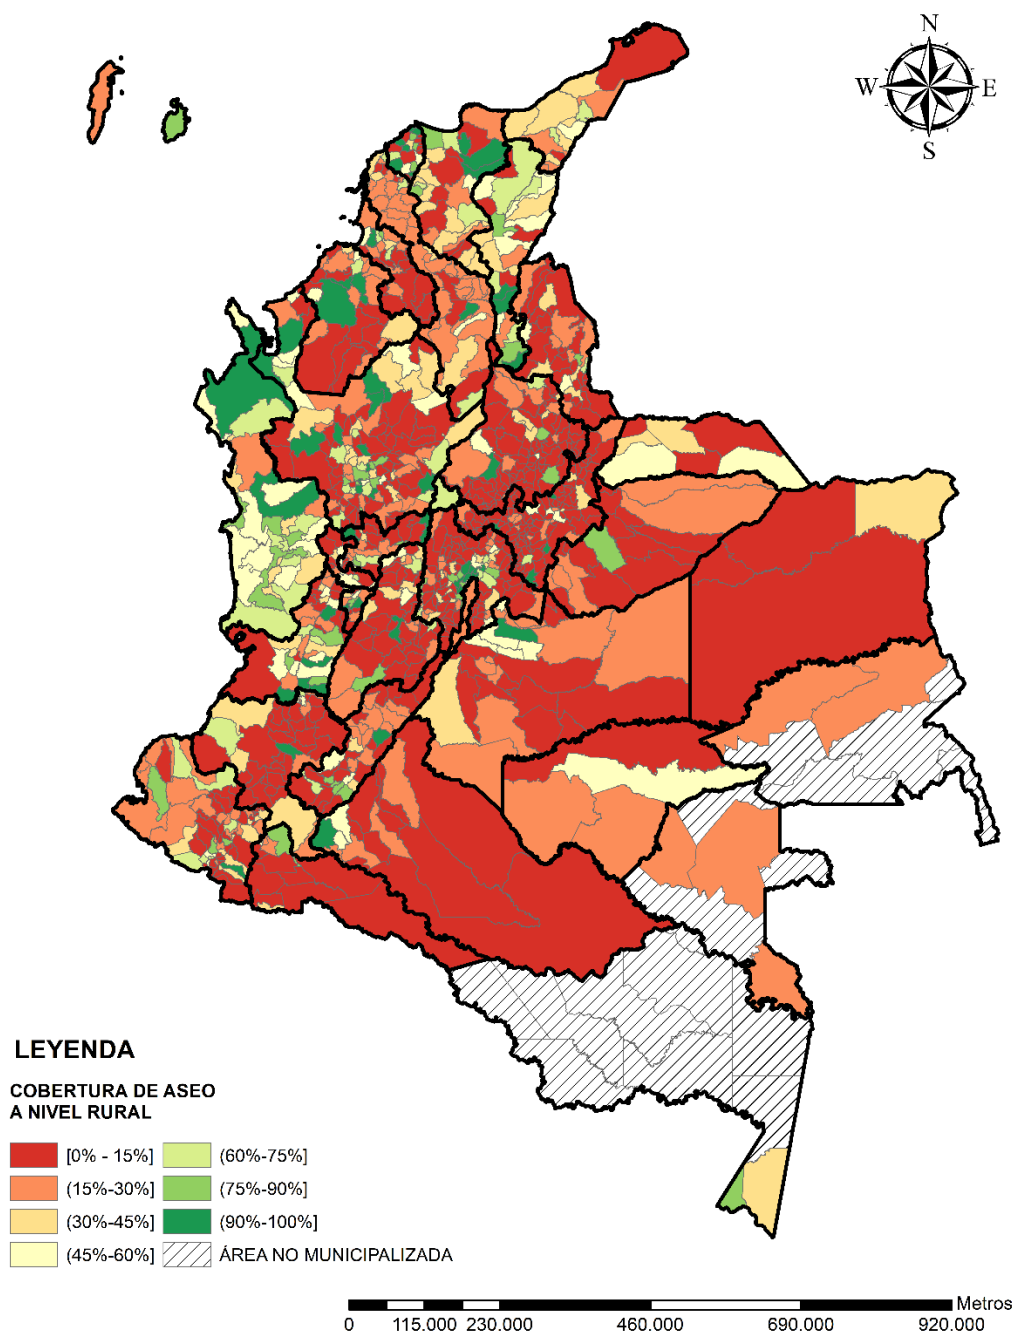 N
W E
S
LEYENDA
COBERTURA DE ASEO
A NIVEL RURAL
[0% - 15%] (60%-75%]
(15%-30%] (75%-90%]
(30%-45%] (90%-100%]
(45%-60%] ÁREA NO MUNICIPALIZADA
Metros
0 115.000 230.000 460.000 690.000 920.000